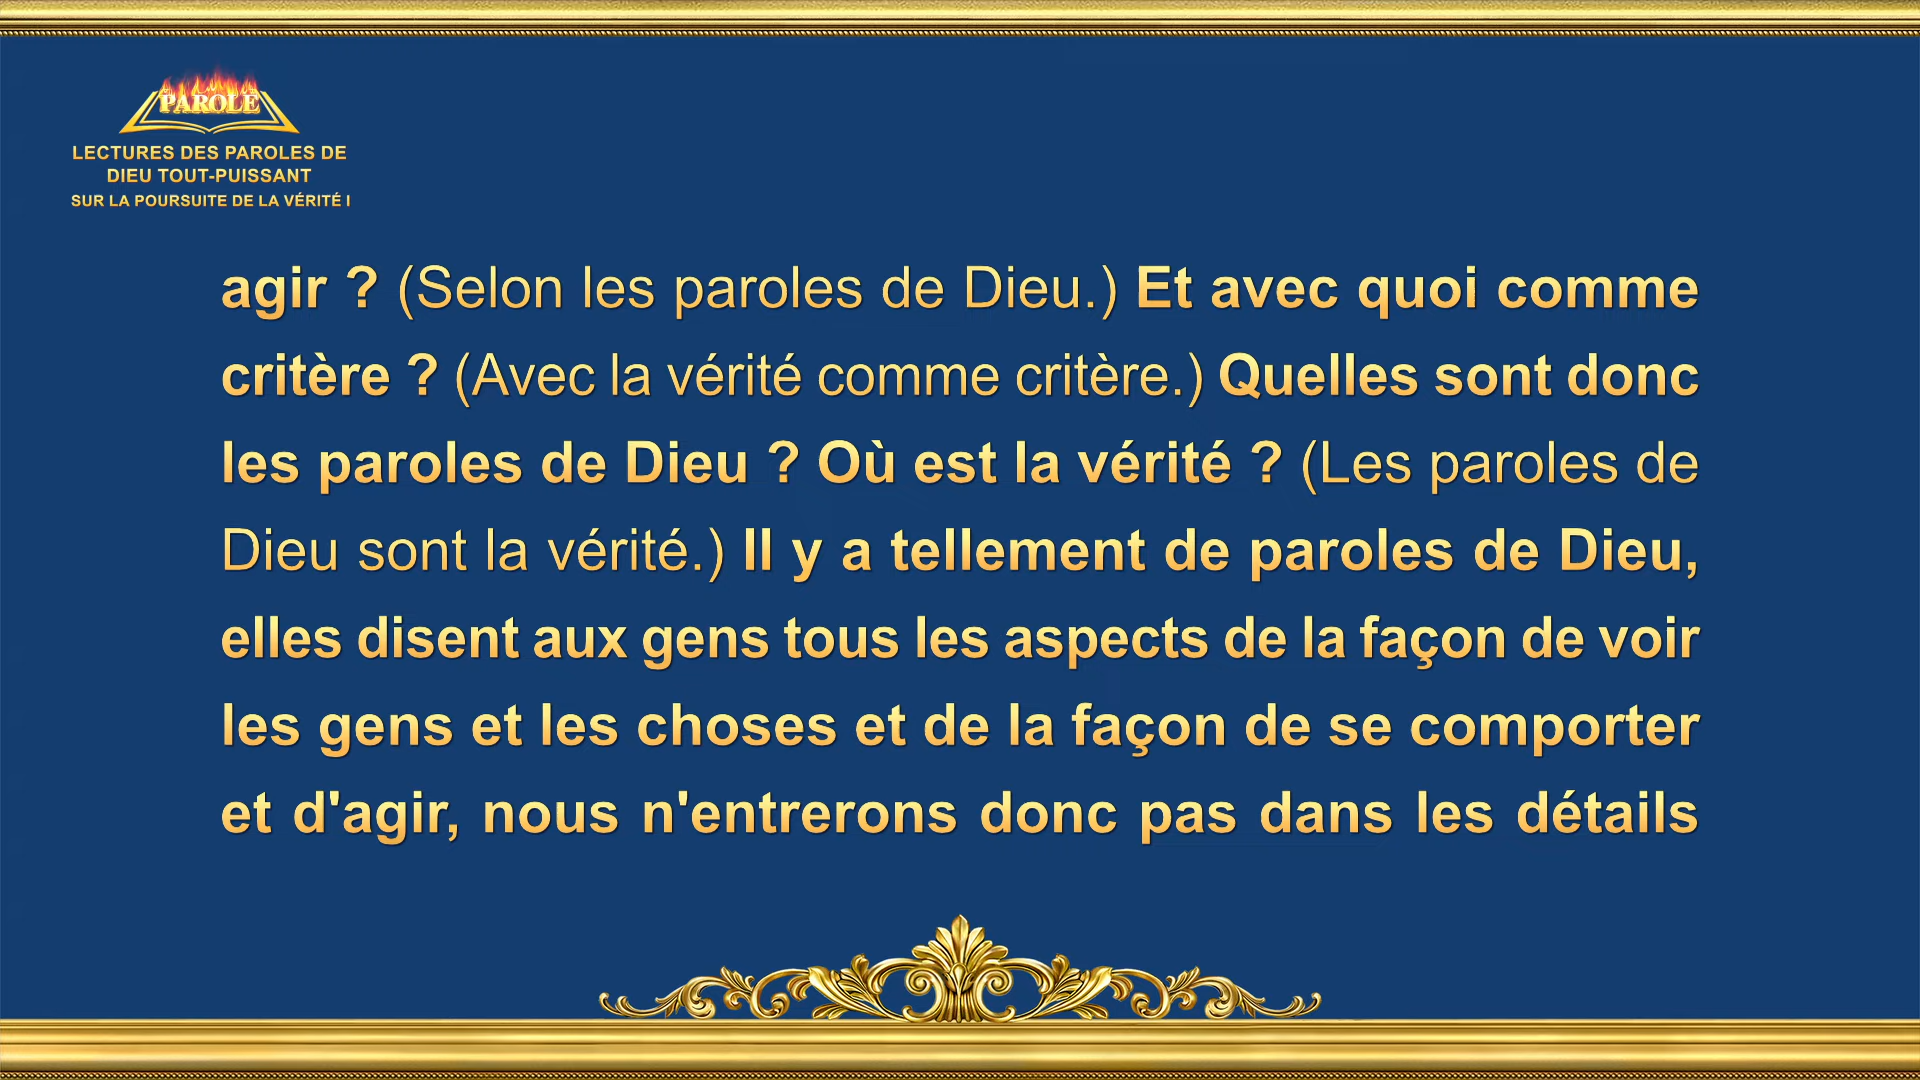 PAROLE
LECTURES DES PAROLES DE
DIEU TOUT-PUISSANT
SUR LA POURSUITE DE LA VÉRITÉ I
agir ? (Selon les paroles de Dieu.) Et avec quoi comme
critère ? (Avec la vérité comme critère.) Quelles sont donc
les paroles de Dieu ? Où est la vérité ? (Les paroles de
Dieu sont la vérité.) Il y a tellement de paroles de Dieu,
elles disent aux gens tous les aspects de la façon de voir
les gens et les choses et de la façon de se comporter
et d'agir, nous n'entrerons donc pas dans les détails